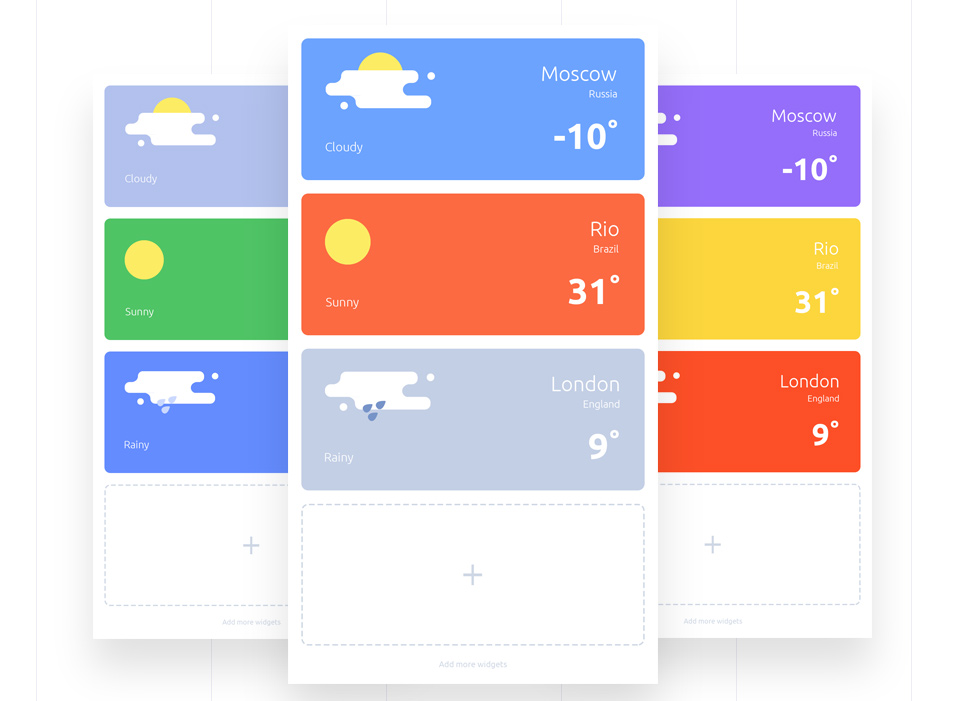 Cloudy
Sunny
Rainy
Add more widgets
Moscow
Russia
-10°
Cloudy
Rio
Brazil
31°
Sunny
London
England
9°
Rainy
Add more widgets
Moscow
Russia
-10°
Rio
Brazil
31°
London
England
9°
Add more widgets